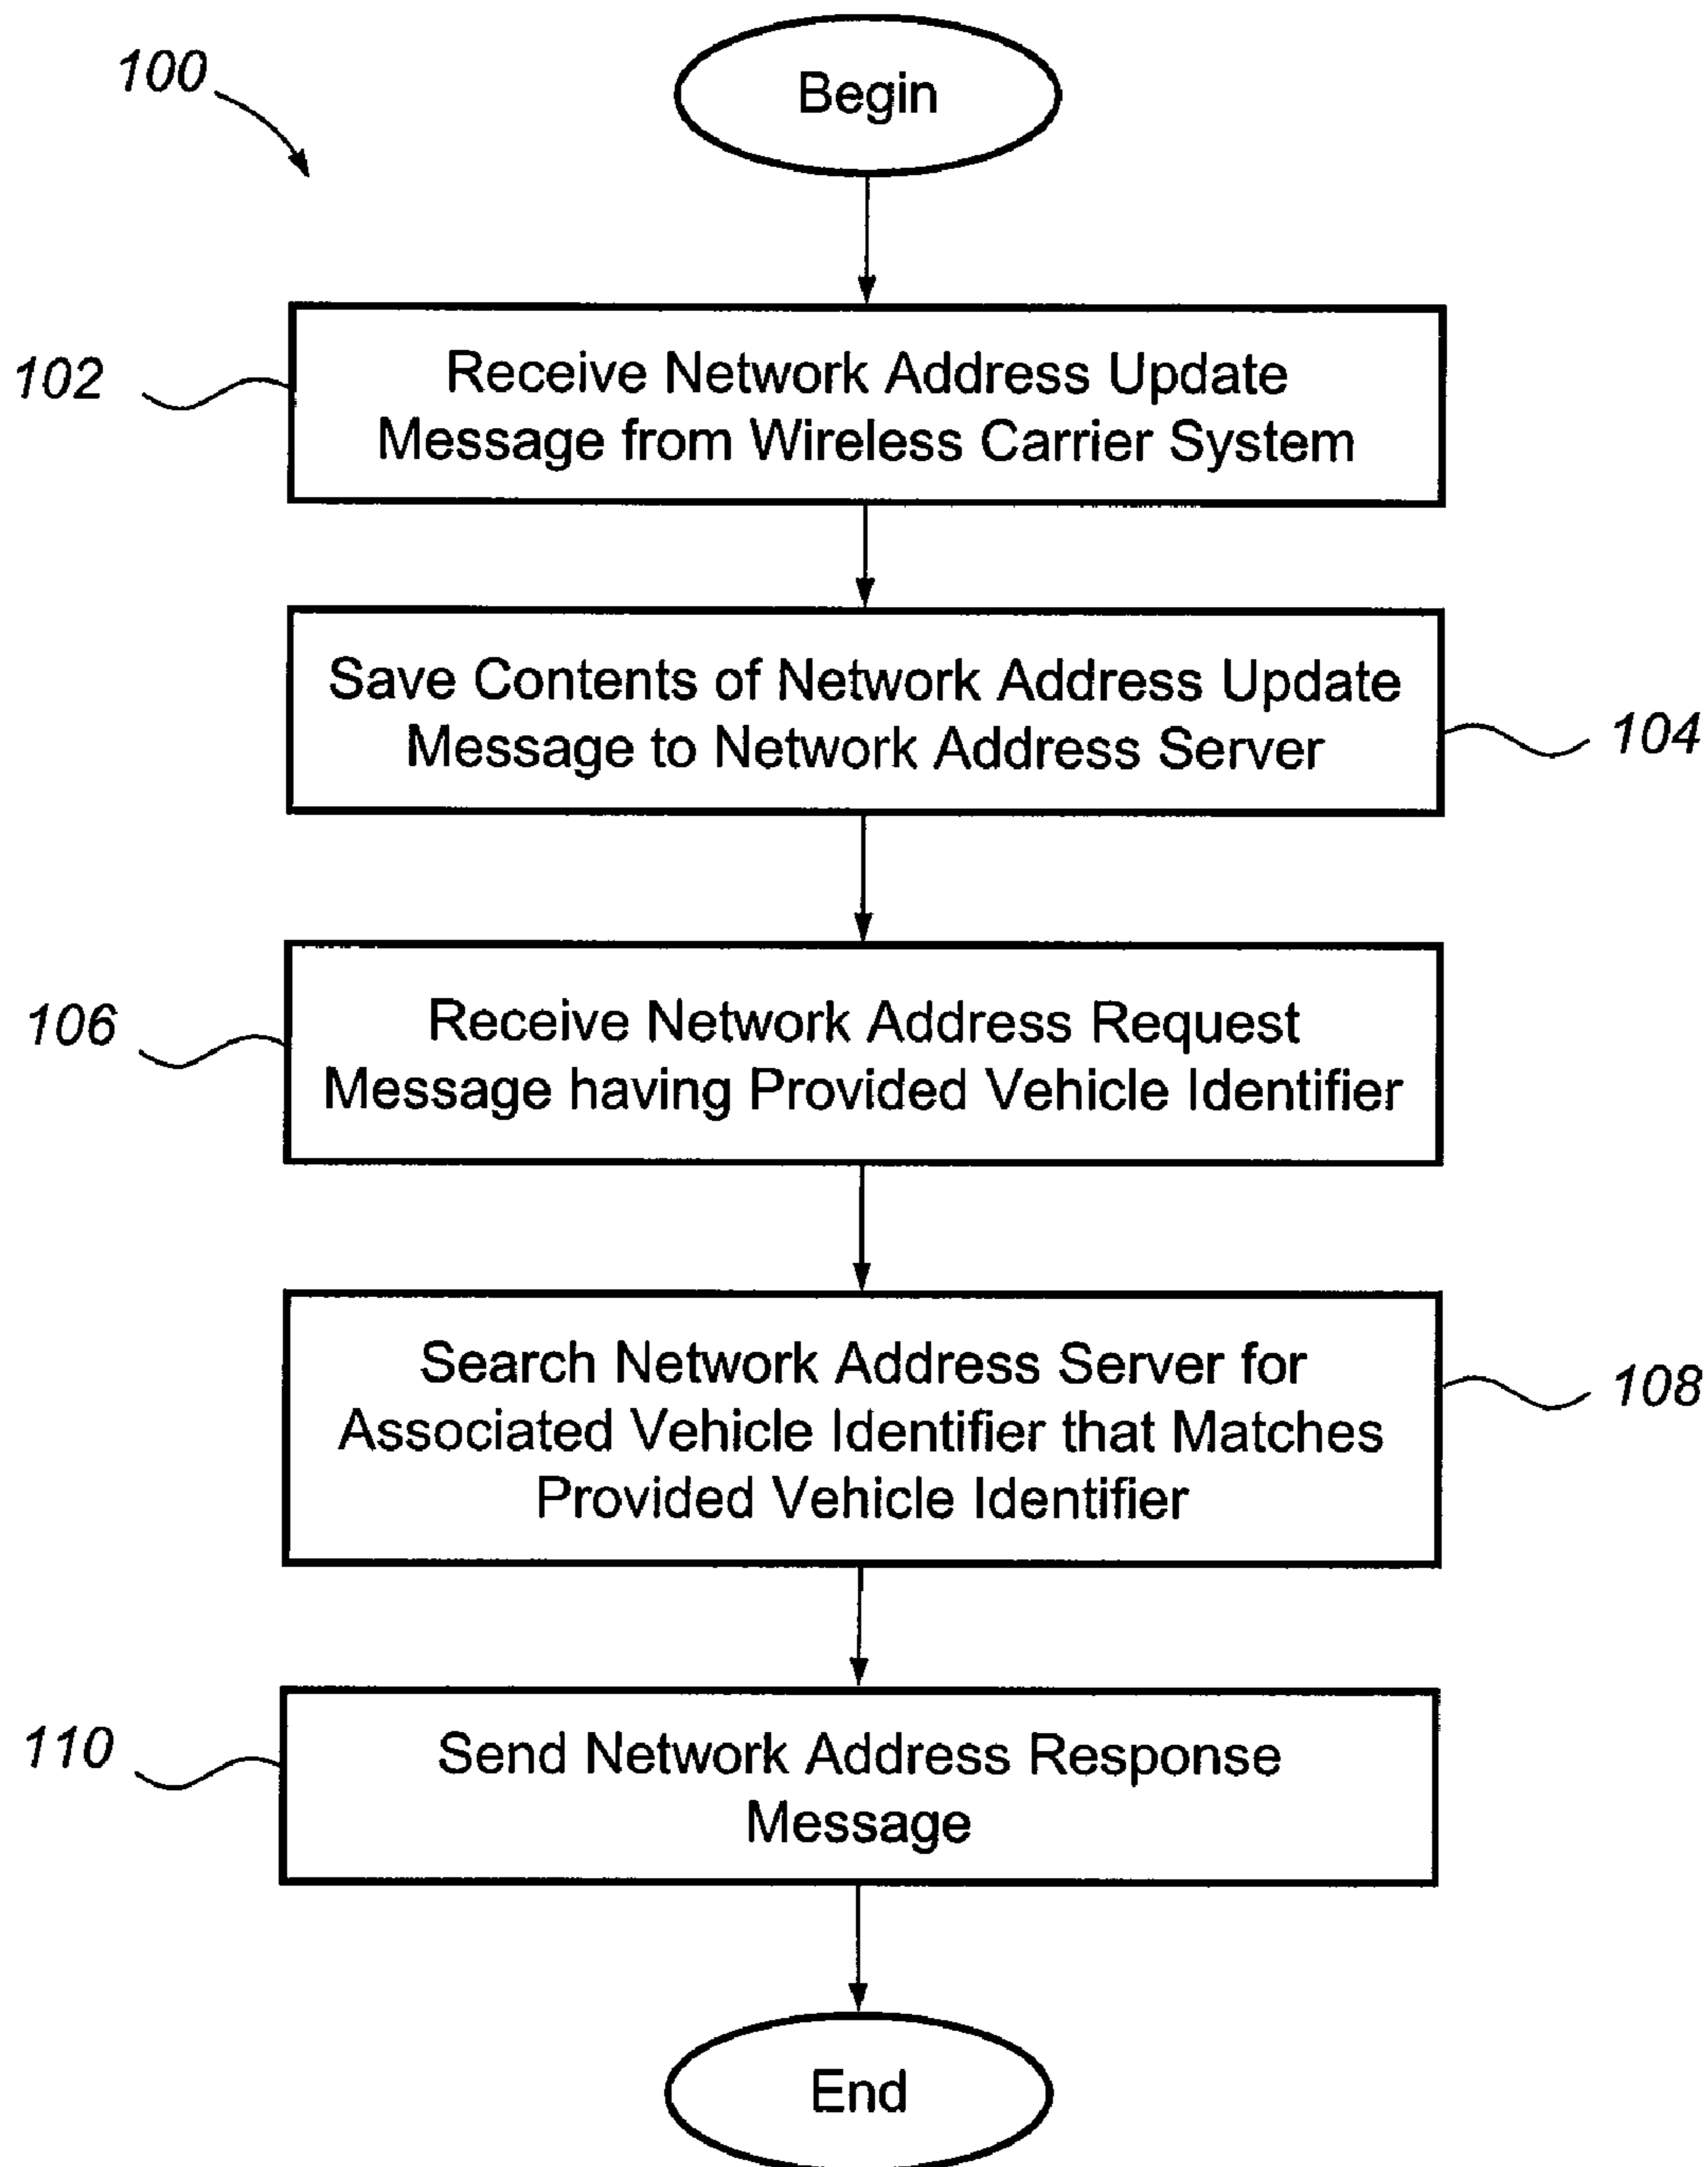 100
Begin
102
Receive Network Address Update
Message from Wireless Carrier System
Save Contents of Network Address Update
Message to Network Address Server
104
106
Receive Network Address Request
Message having Provided Vehicle Identifier
Search Network Address Server for
Associated Vehicle Identifier that Matches
Provided Vehicle Identifier
108
110
Send Network Address Response
Message
End